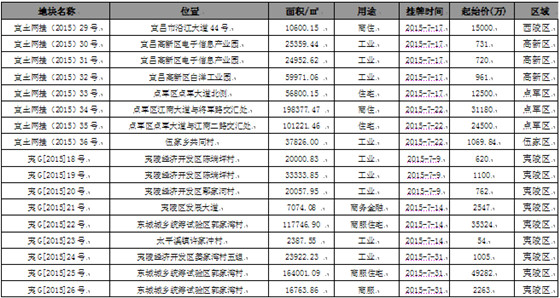 地块名称 位置 面积/㎡ 用途 挂牌时间 起始价(万) 区域
宜土网挂（2015）29号 宜昌市沿江大道44号 10600.15 商住 2015-7-17 15000 西陵区
宜土网挂（2015）30号 宜昌高新区电子信息产业园 25359.44 工业 2015-7-17 731 高新区
宜土网挂（2015）31号 宜昌高新区电子信息产业园 24952.62 工业 2015-7-17 720 高新区
宜土网挂（2015）32号 宜昌高新区白洋工业园 59971.06 工业 2015-7-17 961 高新区
宜土网挂（2015）33号 点军区点军大道北侧 36800.15 住宅 2015-7-17 12500 点军区
宜土网挂（2015）34号 点军区江南大道与将军路交汇处 198377.47 商住 2015-7-22 31180 点军区
宜土网挂（2015）35号 点军区点军大道与江南二路交汇处 101221.46 住宅 2015-7-22 24500 点军区
宜土网挂（2015）36号 伍家乡共同村 37826.00 工业 2015-7-22 1069.84 伍家区
夷G[2015]18号 夷陵经济开发区陈瑞坪村 20000.83 工业 2015-7-9 620 夷陵区
夷G[2015]19号 夷陵经济开发区陈瑞坪村 33333.85 工业 2015-7-9 1100 夷陵区
夷G[2015]20号 夷陵经济开发区鄢家河村 20057.95 工业 2015-7-9 762 夷陵区
夷G[2015]21号 夷陵区发展大道 7074.08 商务金融 2015-7-14 2547 夷陵区
夷G[2015]22号 东城城乡统筹试验区郭家湾村 117746.90 商服住宅 2015-7-14 35324 夷陵区
夷G[2015]23号 太平溪镇许家冲村 2387.55 工业 2015-7-14 54 夷陵区
夷G[2015]24号 夷陵经济开发区晏家湾村五组 23922.23 工业 2015-7-31 1005 夷陵区
夷G[2015]25号 东城城乡统筹试验区郭家湾村 164001.09 商服住宅 2015-7-31 49282 夷陵区
夷G[2015]26号 东城城乡统筹试验区郭家湾村 16763.86 商服 2015-7-31 2263 夷陵区